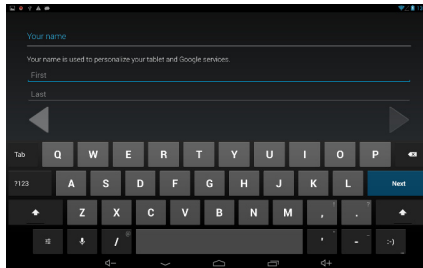 Your name
Your name is used to personalize your tablet and Google services.
First
Last
Tab Q W E R T Y U I O P
?123 A S D F G H J K L Next
Z X C V B N M , .
/ ' - :-)